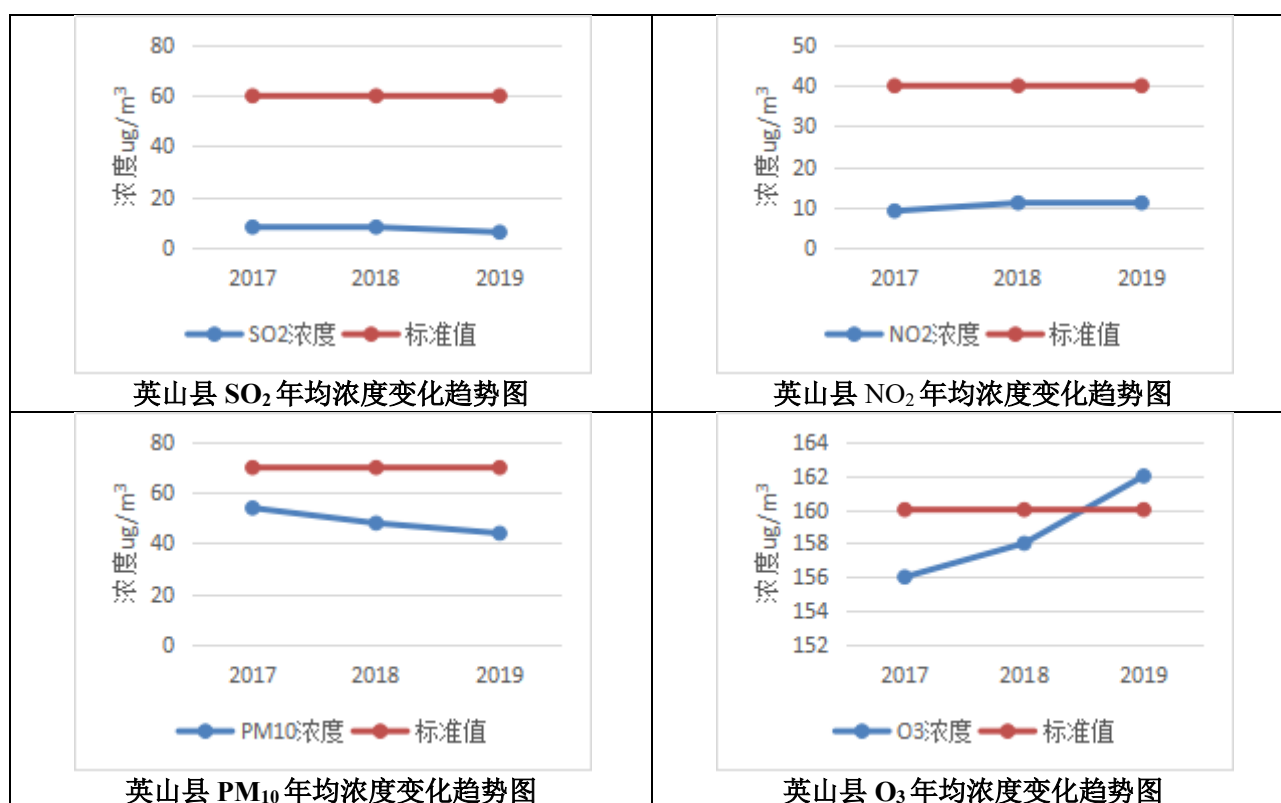 80
60
40
20
0
浓度ug/m³
2017 2018 2019
SO2浓度 标准值
英山县 SO₂ 年均浓度变化趋势图
50
40
30
20
10
0
浓度ug/m³
2017 2018 2019
NO2浓度 标准值
英山县 NO₂ 年均浓度变化趋势图
80
60
40
20
0
浓度ug/m³
2017 2018 2019
PM10浓度 标准值
英山县 PM₁₀ 年均浓度变化趋势图
164
162
160
158
156
154
152
浓度ug/m³
2017 2018 2019
O3浓度 标准值
英山县 O₃ 年均浓度变化趋势图